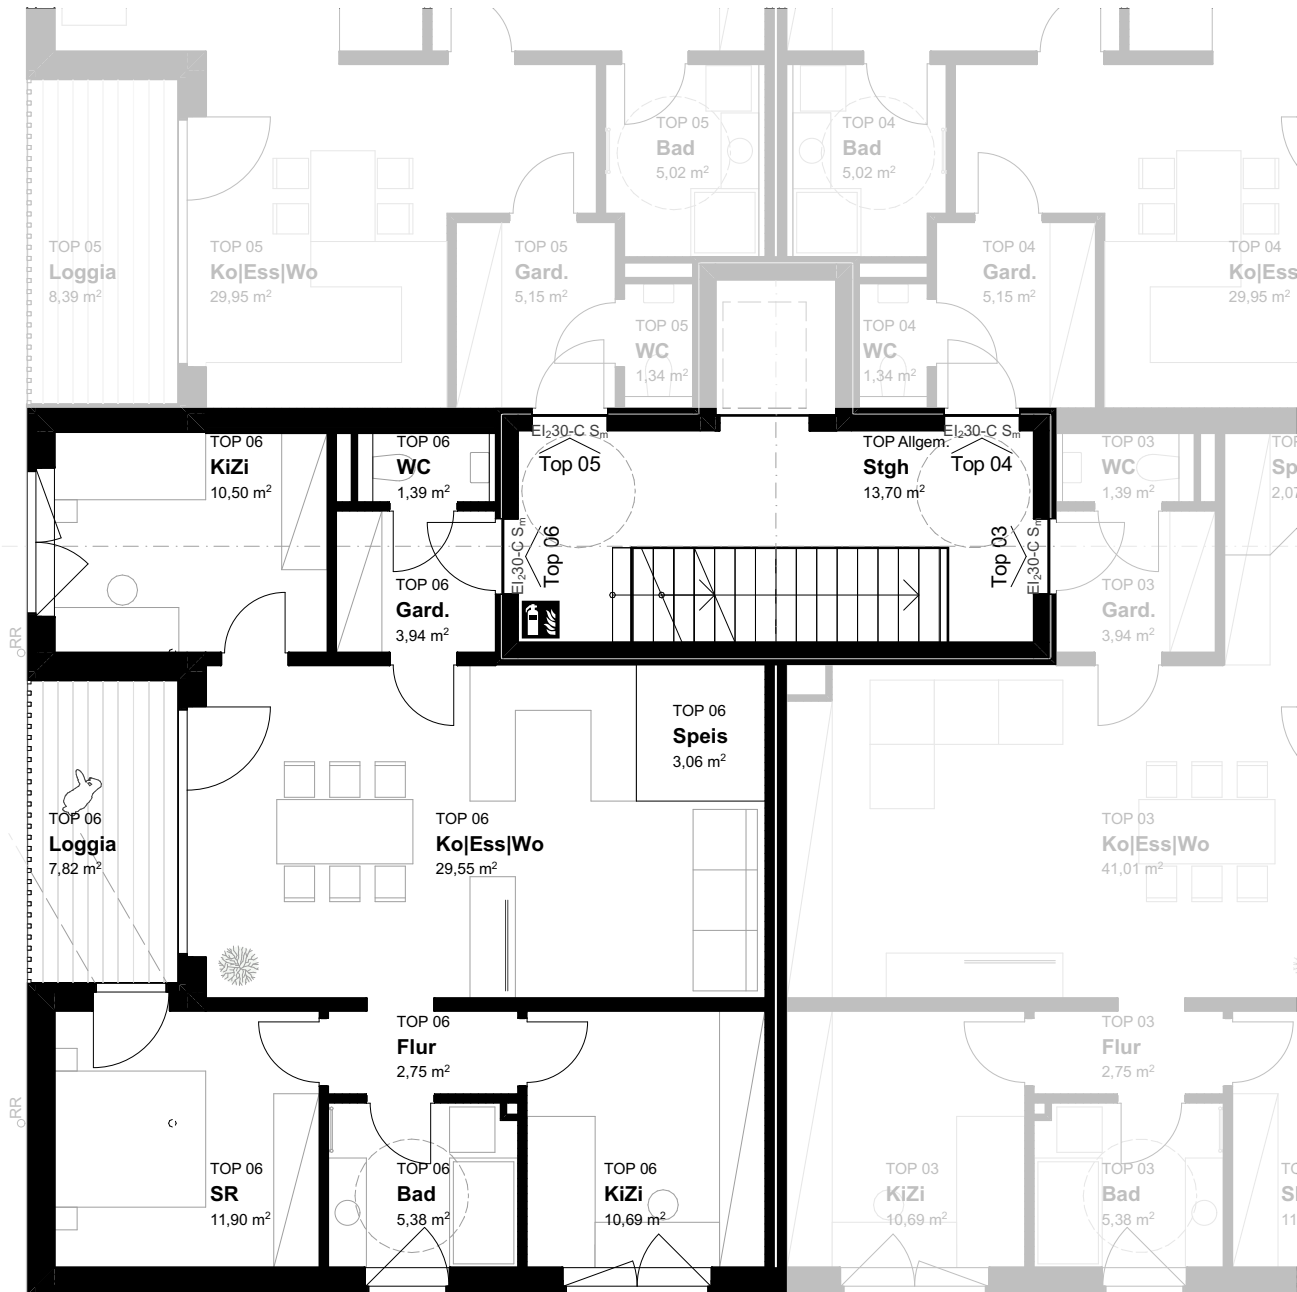 TOP 05
Bad
5,02 m²
TOP 04
Bad
5,02 m²
TOP 05
Loggia
8,39 m²
TOP 05
Ko|Ess|Wo
29,95 m²
TOP 05
Gard.
5,15 m²
TOP 04
Gard.
5,15 m²
TOP 04
Ko|Ess
29,95 m²
TOP 05
WC
1,34 m²
TOP 04
WC
1,34 m²
TOP 06
KiZi
10,50 m²
TOP 06
WC
1,39 m²
EI₂30-C Sₘ
Top 05
TOP Allgem.
Stgh
13,70 m²
EI₂30-C Sₘ
Top 04
TOP 03
WC
1,39 m²
TOP
Sp
2,07
EI₂30-C Sₘ
Top 06
Top 03
EI₂30-C Sₘ
TOP 06
Gard.
3,94 m²
TOP 03
Gard.
3,94 m²
RR
TOP 06
Speis
3,06 m²
TOP 06
Loggia
7,82 m²
TOP 06
Ko|Ess|Wo
29,55 m²
TOP 03
Ko|Ess|Wo
41,01 m²
TOP 06
Flur
2,75 m²
TOP 03
Flur
2,75 m²
RR
TOP 06
SR
11,90 m²
TOP 06
Bad
5,38 m²
TOP 06
KiZi
10,69 m²
TOP 03
KiZi
10,69 m²
TOP 03
Bad
5,38 m²
TO
SI
11